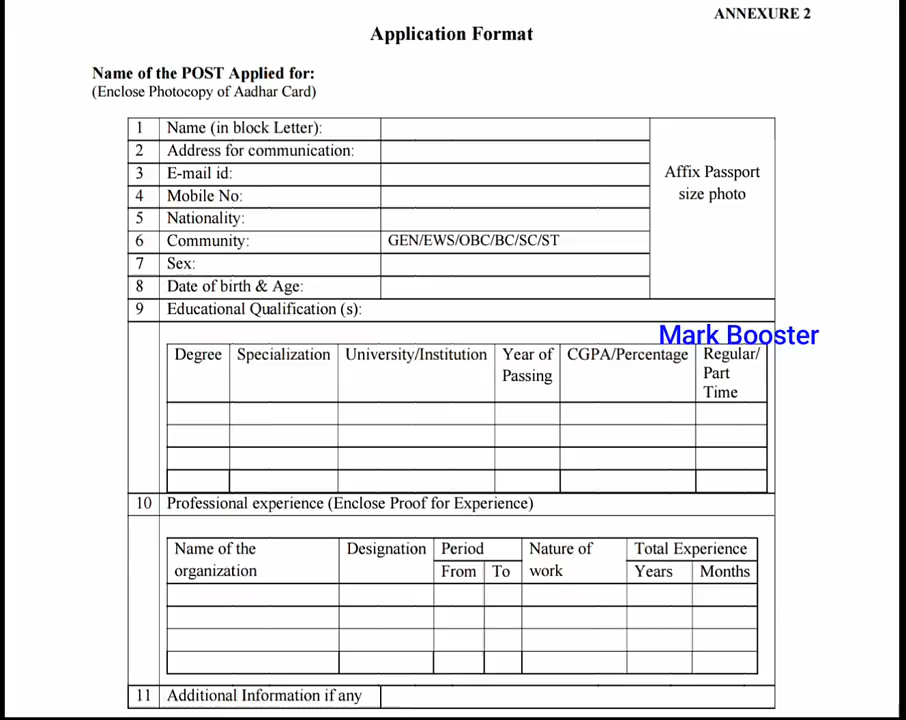 ANNEXURE 2
Application Format
Name of the POST Applied for:
(Enclose Photocopy of Aadhar Card)
1 Name (in block Letter):
2 Address for communication:
3 E-mail id:
4 Mobile No:
5 Nationality:
6 Community: GEN/EWS/OBC/BC/SC/ST
7 Sex:
8 Date of birth & Age:
Affix Passport
size photo
9 Educational Qualification (s):
Mark Booster
Degree Specialization University/Institution Year of CGPA/Percentage Regular/
Passing Part
Time
10 Professional experience (Enclose Proof for Experience)
Name of the Designation Period Nature of Total Experience
organization From To work Years Months
11 Additional Information if any